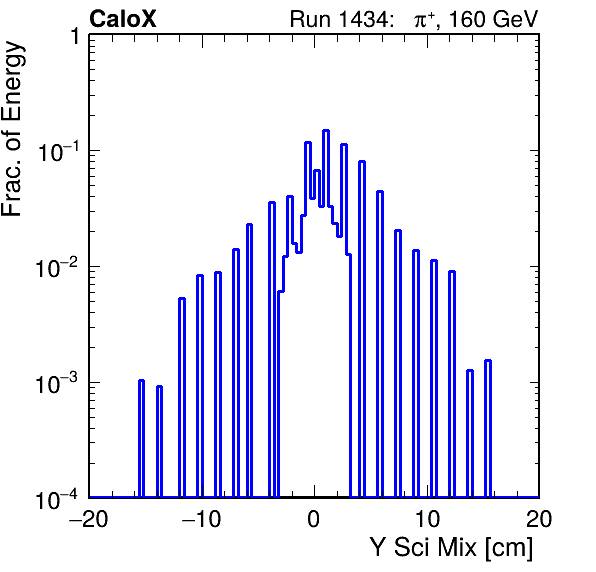 CaloX Run 1434: π⁺, 160 GeV
Frac. of Energy
1
10⁻¹
10⁻²
10⁻³
10⁻⁴
−20 −10 0 10 20
Y Sci Mix [cm]